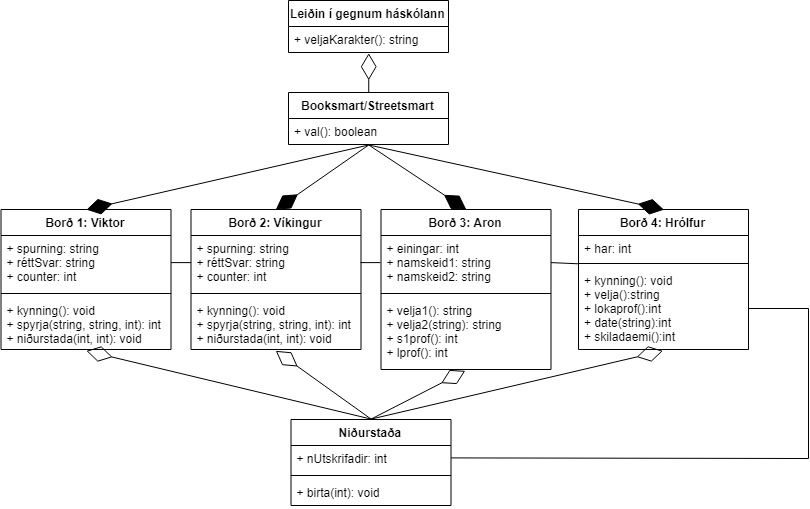 Leiðin í gegnum háskólann
+ veljaKarakter(): string
Booksmart/Streetsmart
+ val(): boolean
Borð 1: Viktor
+ spurning: string
+ réttSvar: string
+ counter: int
+ kynning(): void
+ spyrja(string, string, int): int
+ niðurstada(int, int): void
Borð 2: Víkingur
+ spurning: string
+ réttSvar: string
+ counter: int
+ kynning(): void
+ spyrja(string, string, int): int
+ niðurstada(int, int): void
Borð 3: Aron
+ einingar: int
+ namskeid1: string
+ namskeid2: string
+ velja1(): string
+ velja2(string): string
+ s1prof(): int
+ lprof(): int
Borð 4: Hrólfur
+ har: int
+ kynning(): void
+ velja():string
+ lokaprof():int
+ date(string):int
+ skiladaemi():int
Niðurstaða
+ nUtskrifadir: int
+ birta(int): void